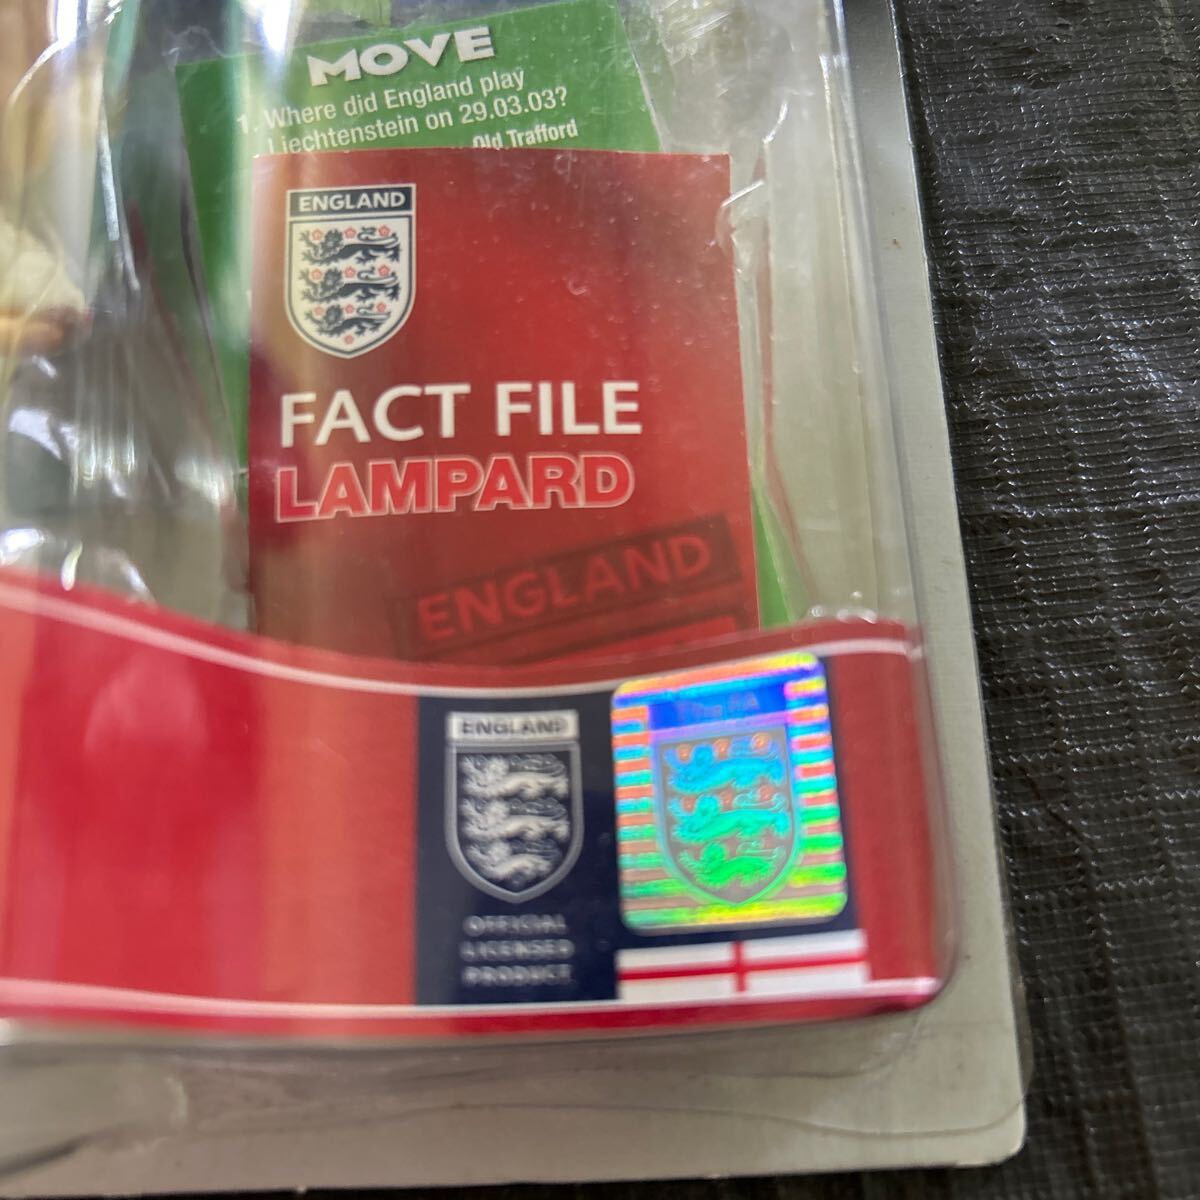 MOVE
1. Where did England play
Liechtenstein on 29.03.03?
Old Trafford
ENGLAND
FACT FILE
LAMPARD
ENGLAND
ENGLAND
The FA
OFFICIAL
LICENSED
PRODUCT